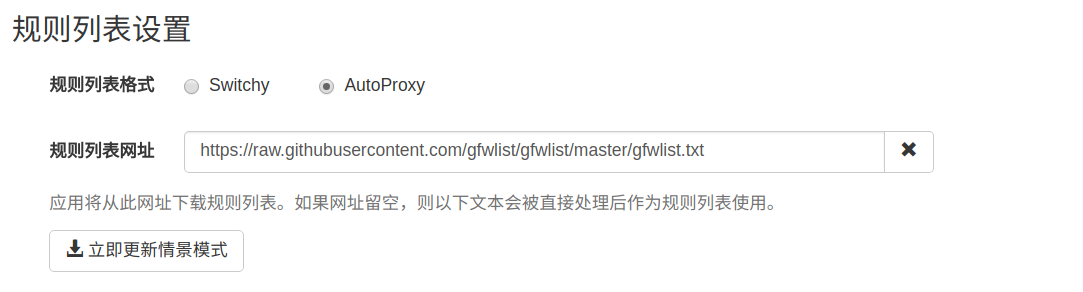 规则列表设置
规则列表格式 Switchy AutoProxy
规则列表网址 https://raw.githubusercontent.com/gfwlist/gfwlist/master/gfwlist.txt
应用将从此网址下载规则列表。如果网址留空，则以下文本会被直接处理后作为规则列表使用。
立即更新情景模式